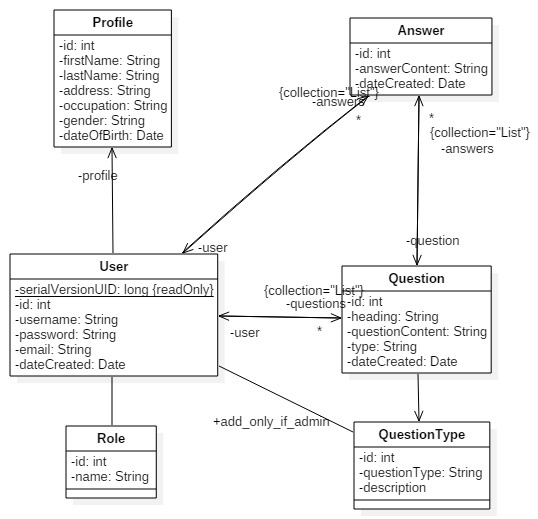 Profile
-id: int
-firstName: String
-lastName: String
-address: String
-occupation: String
-gender: String
-dateOfBirth: Date
Answer
-id: int
-answerContent: String
-dateCreated: Date
{collection="List"}
-answers
*
*
{collection="List"}
-answers
-profile
-user
-question
User
-serialVersionUID: long {readOnly}
-id: int
-username: String
-password: String
-email: String
-dateCreated: Date
{collection="List"}
-questions
-user
*
Question
-id: int
-heading: String
-questionContent: String
-type: String
-dateCreated: Date
+add_only_if_admin
Role
-id: int
-name: String
QuestionType
-id: int
-questionType: String
-description